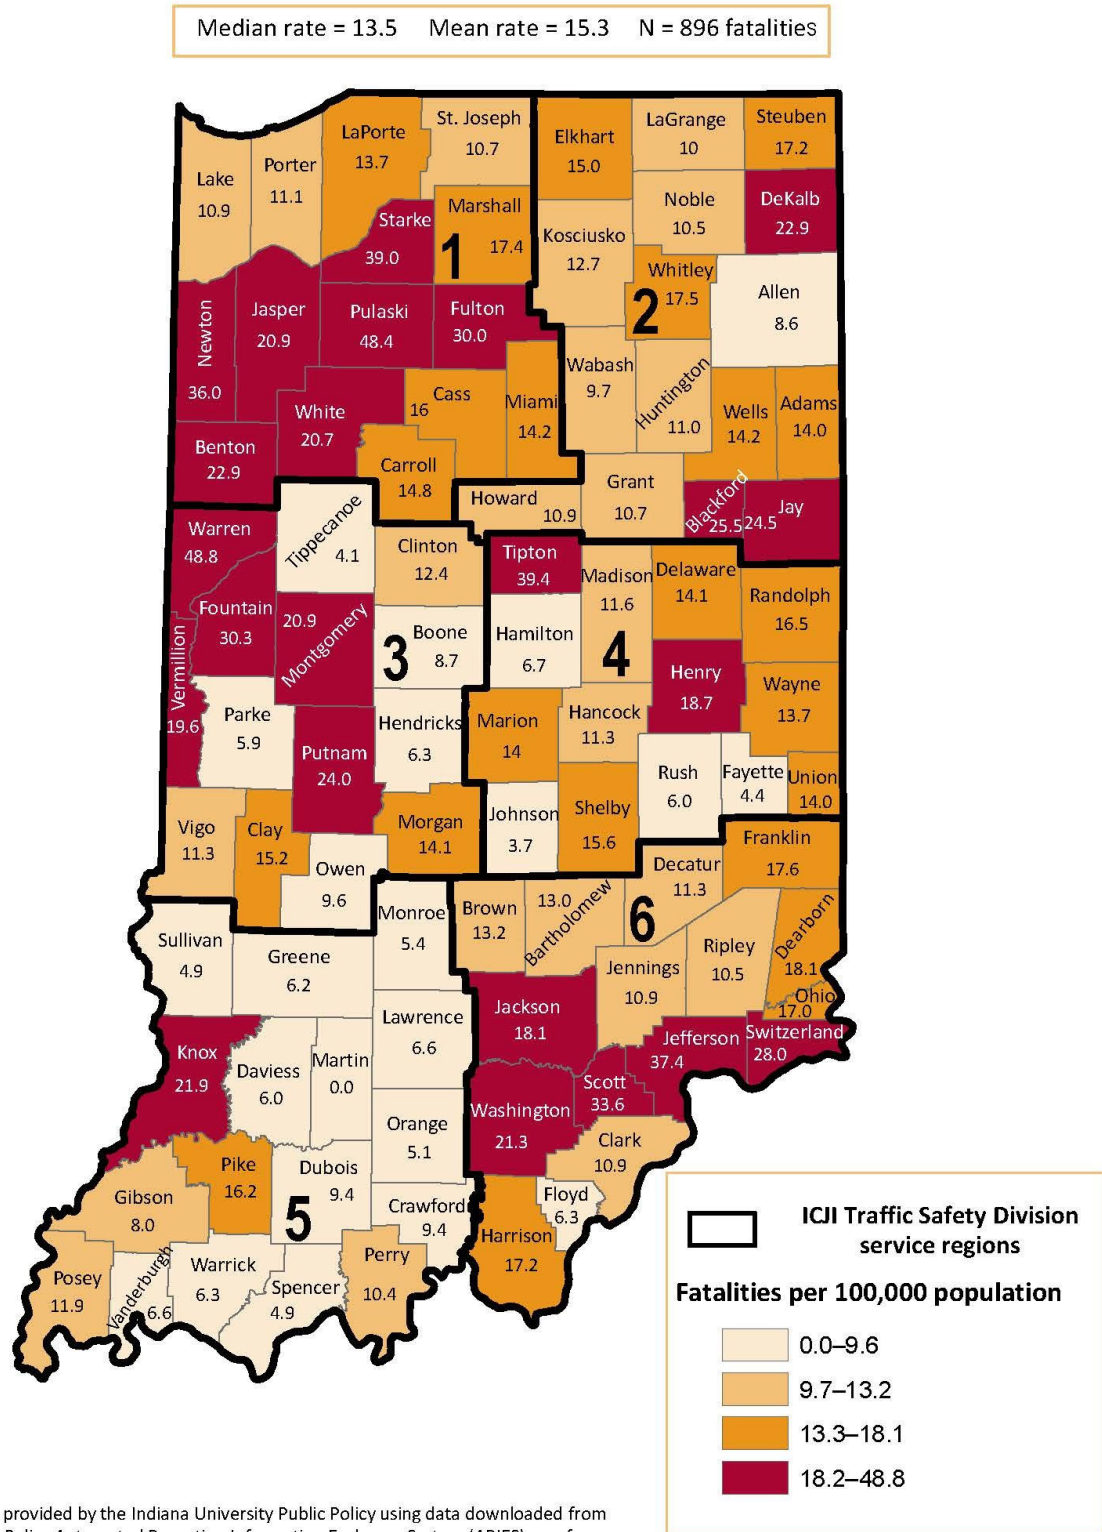 Median rate = 13.5 Mean rate = 15.3 N = 896 fatalities
LaPorte
13.7
St. Joseph
10.7
Elkhart
15.0
LaGrange
10
Steuben
17.2
Lake
10.9
Porter
11.1
Starke
39.0
Marshall
17.4
1
Noble
10.5
DeKalb
22.9
Kosciusko
12.7
Whitley
17.5
2
Allen
8.6
Newton
36.0
Jasper
20.9
Pulaski
48.4
Fulton
30.0
Wabash
9.7
Huntington
11.0
White
20.7
Cass
16
Miami
14.2
Wells
14.2
Adams
14.0
Benton
22.9
Carroll
14.8
Howard
10.9
Grant
10.7
Blackford
25.5
Jay
24.5
Warren
48.8
Tippecanoe
4.1
Clinton
12.4
Tipton
39.4
Madison
11.6
Delaware
14.1
Randolph
16.5
Fountain
30.3
20.9
Montgomery
Boone
8.7
3
Hamilton
6.7
4
Henry
18.7
Wayne
13.7
Vermillion
19.6
Parke
5.9
Putnam
24.0
Hendricks
6.3
Marion
14
Hancock
11.3
Rush
6.0
Fayette
4.4
Union
14.0
Vigo
11.3
Clay
15.2
Owen
9.6
Morgan
14.1
Johnson
3.7
Shelby
15.6
Franklin
17.6
Decatur
11.3
Sullivan
4.9
Greene
6.2
Monroe
5.4
Brown
13.2
13.0
Bartholomew
6
Ripley
10.5
Dearborn
18.1
Jennings
10.9
Ohio
17.0
Lawrence
6.6
Jackson
18.1
Jefferson
37.4
Switzerland
28.0
Knox
21.9
Daviess
6.0
Martin
0.0
Orange
5.1
Washington
21.3
Scott
33.6
Clark
10.9
Pike
16.2
Dubois
9.4
5
Crawford
9.4
Floyd
6.3
Harrison
17.2
Gibson
8.0
Posey
11.9
Vanderburgh
6.6
Warrick
6.3
Spencer
4.9
Perry
10.4
ICJI Traffic Safety Division
service regions
Fatalities per 100,000 population
0.0–9.6
9.7–13.2
13.3–18.1
18.2–48.8
provided by the Indiana University Public Policy using data downloaded from